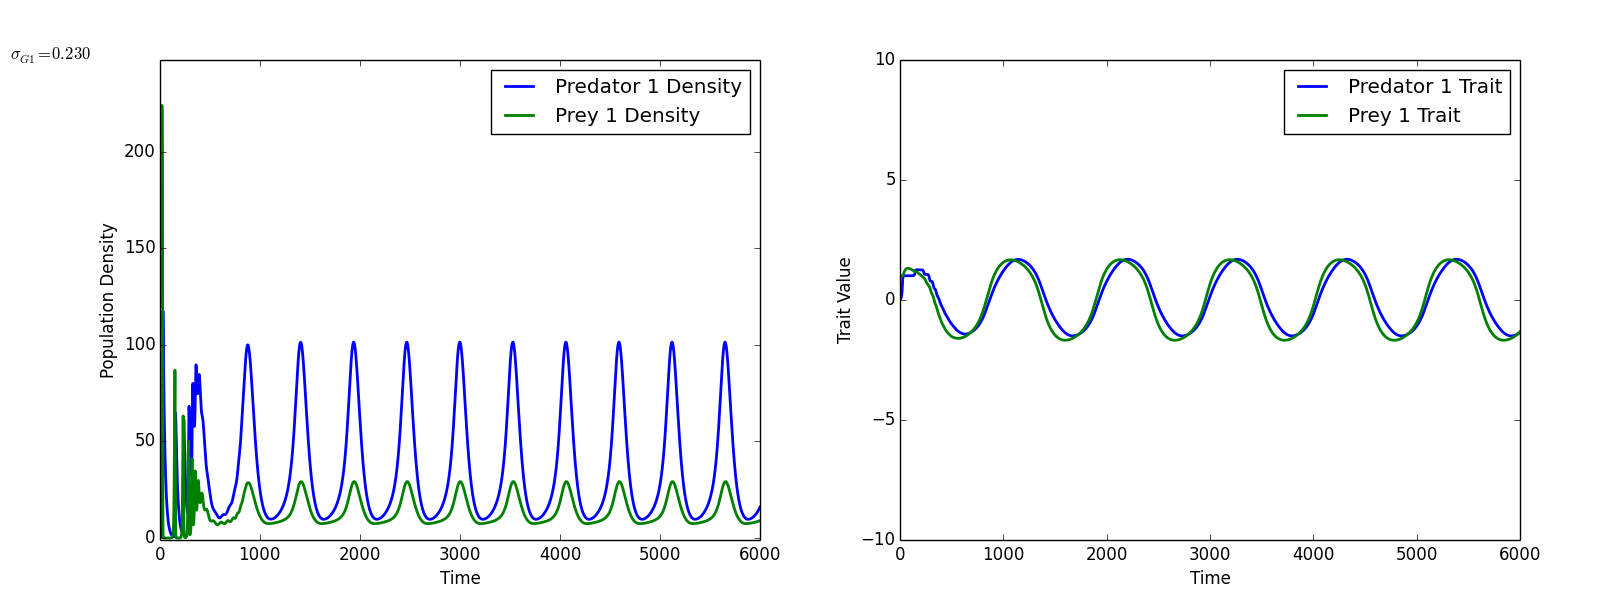 σG1=0.230
Predator 1 Density
Prey 1 Density
Population Density
200
150
100
50
0
0 1000 2000 3000 4000 5000 6000
Time
Predator 1 Trait
Prey 1 Trait
Trait Value
10
5
0
−5
−10
0 1000 2000 3000 4000 5000 6000
Time